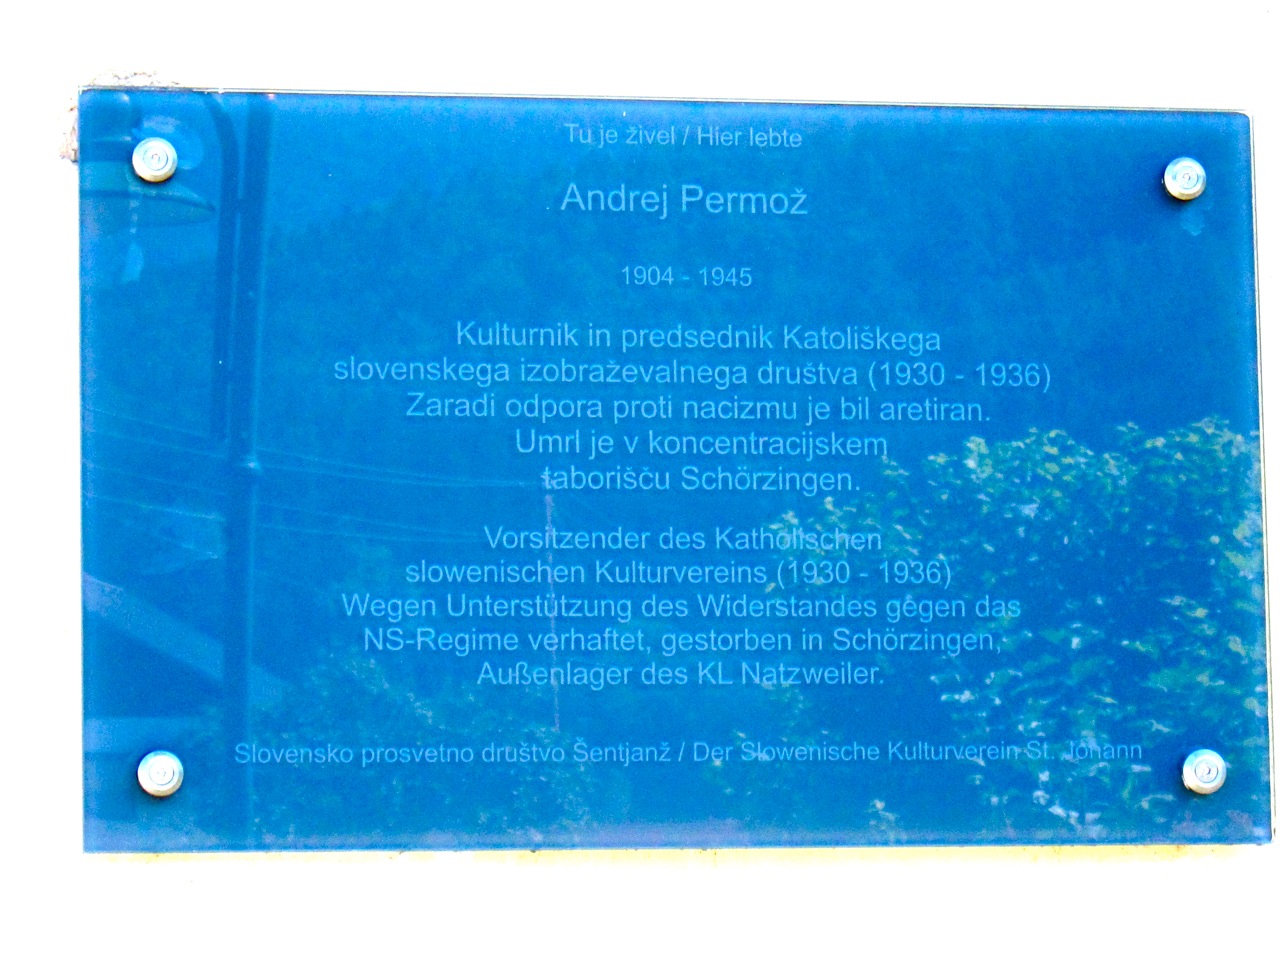 Tu je živel / Hier lebte
Andrej Permož
1904 - 1945
Kulturnik in predsednik Katoliškega
slovenskega izobraževalnega društva (1930 - 1936)
Zaradi odpora proti nacizmu je bil aretiran.
Umrl je v koncentracijskem
taborišču Schörzingen.
Vorsitzender des Katholischen
slowenischen Kulturvereins (1930 - 1936)
Wegen Unterstützung des Widerstandes gegen das
NS-Regime verhaftet, gestorben in Schörzingen,
Außenlager des KL Natzweiler.
Slovensko prosvetno društvo Šentjanž / Der Slowenische Kulturverein St. Johann